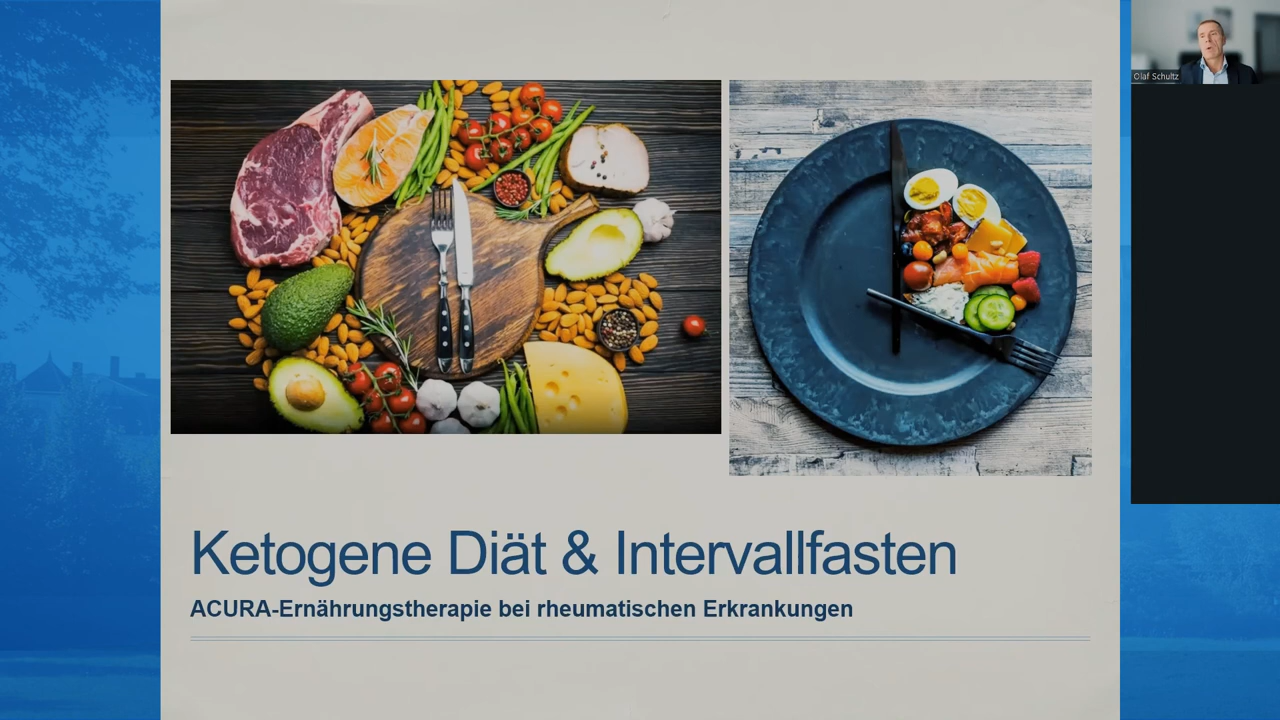 Olaf Schultz
Ketogene Diät & Intervallfasten
ACURA-Ernährungstherapie bei rheumatischen Erkrankungen